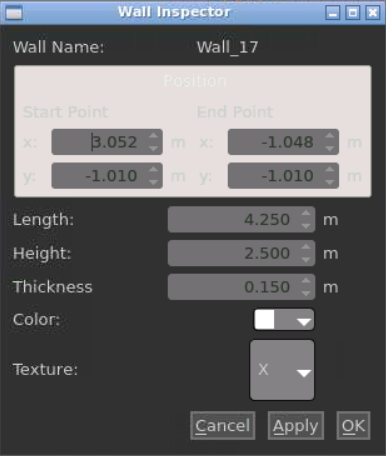 Wall Inspector
Wall Name: Wall_17
Position
Start Point End Point
x: 3.052 m x: -1.048 m
y: -1.010 m y: -1.010 m
Length: 4.250 m
Height: 2.500 m
Thickness 0.150 m
Color:
Texture: X
Cancel Apply OK